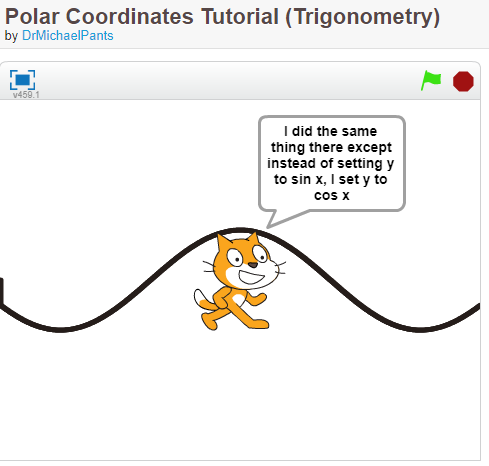 Polar Coordinates Tutorial (Trigonometry)
by DrMichaelPants
v459.1
I did the same
thing there except
instead of setting y
to sin x, I set y to
cos x